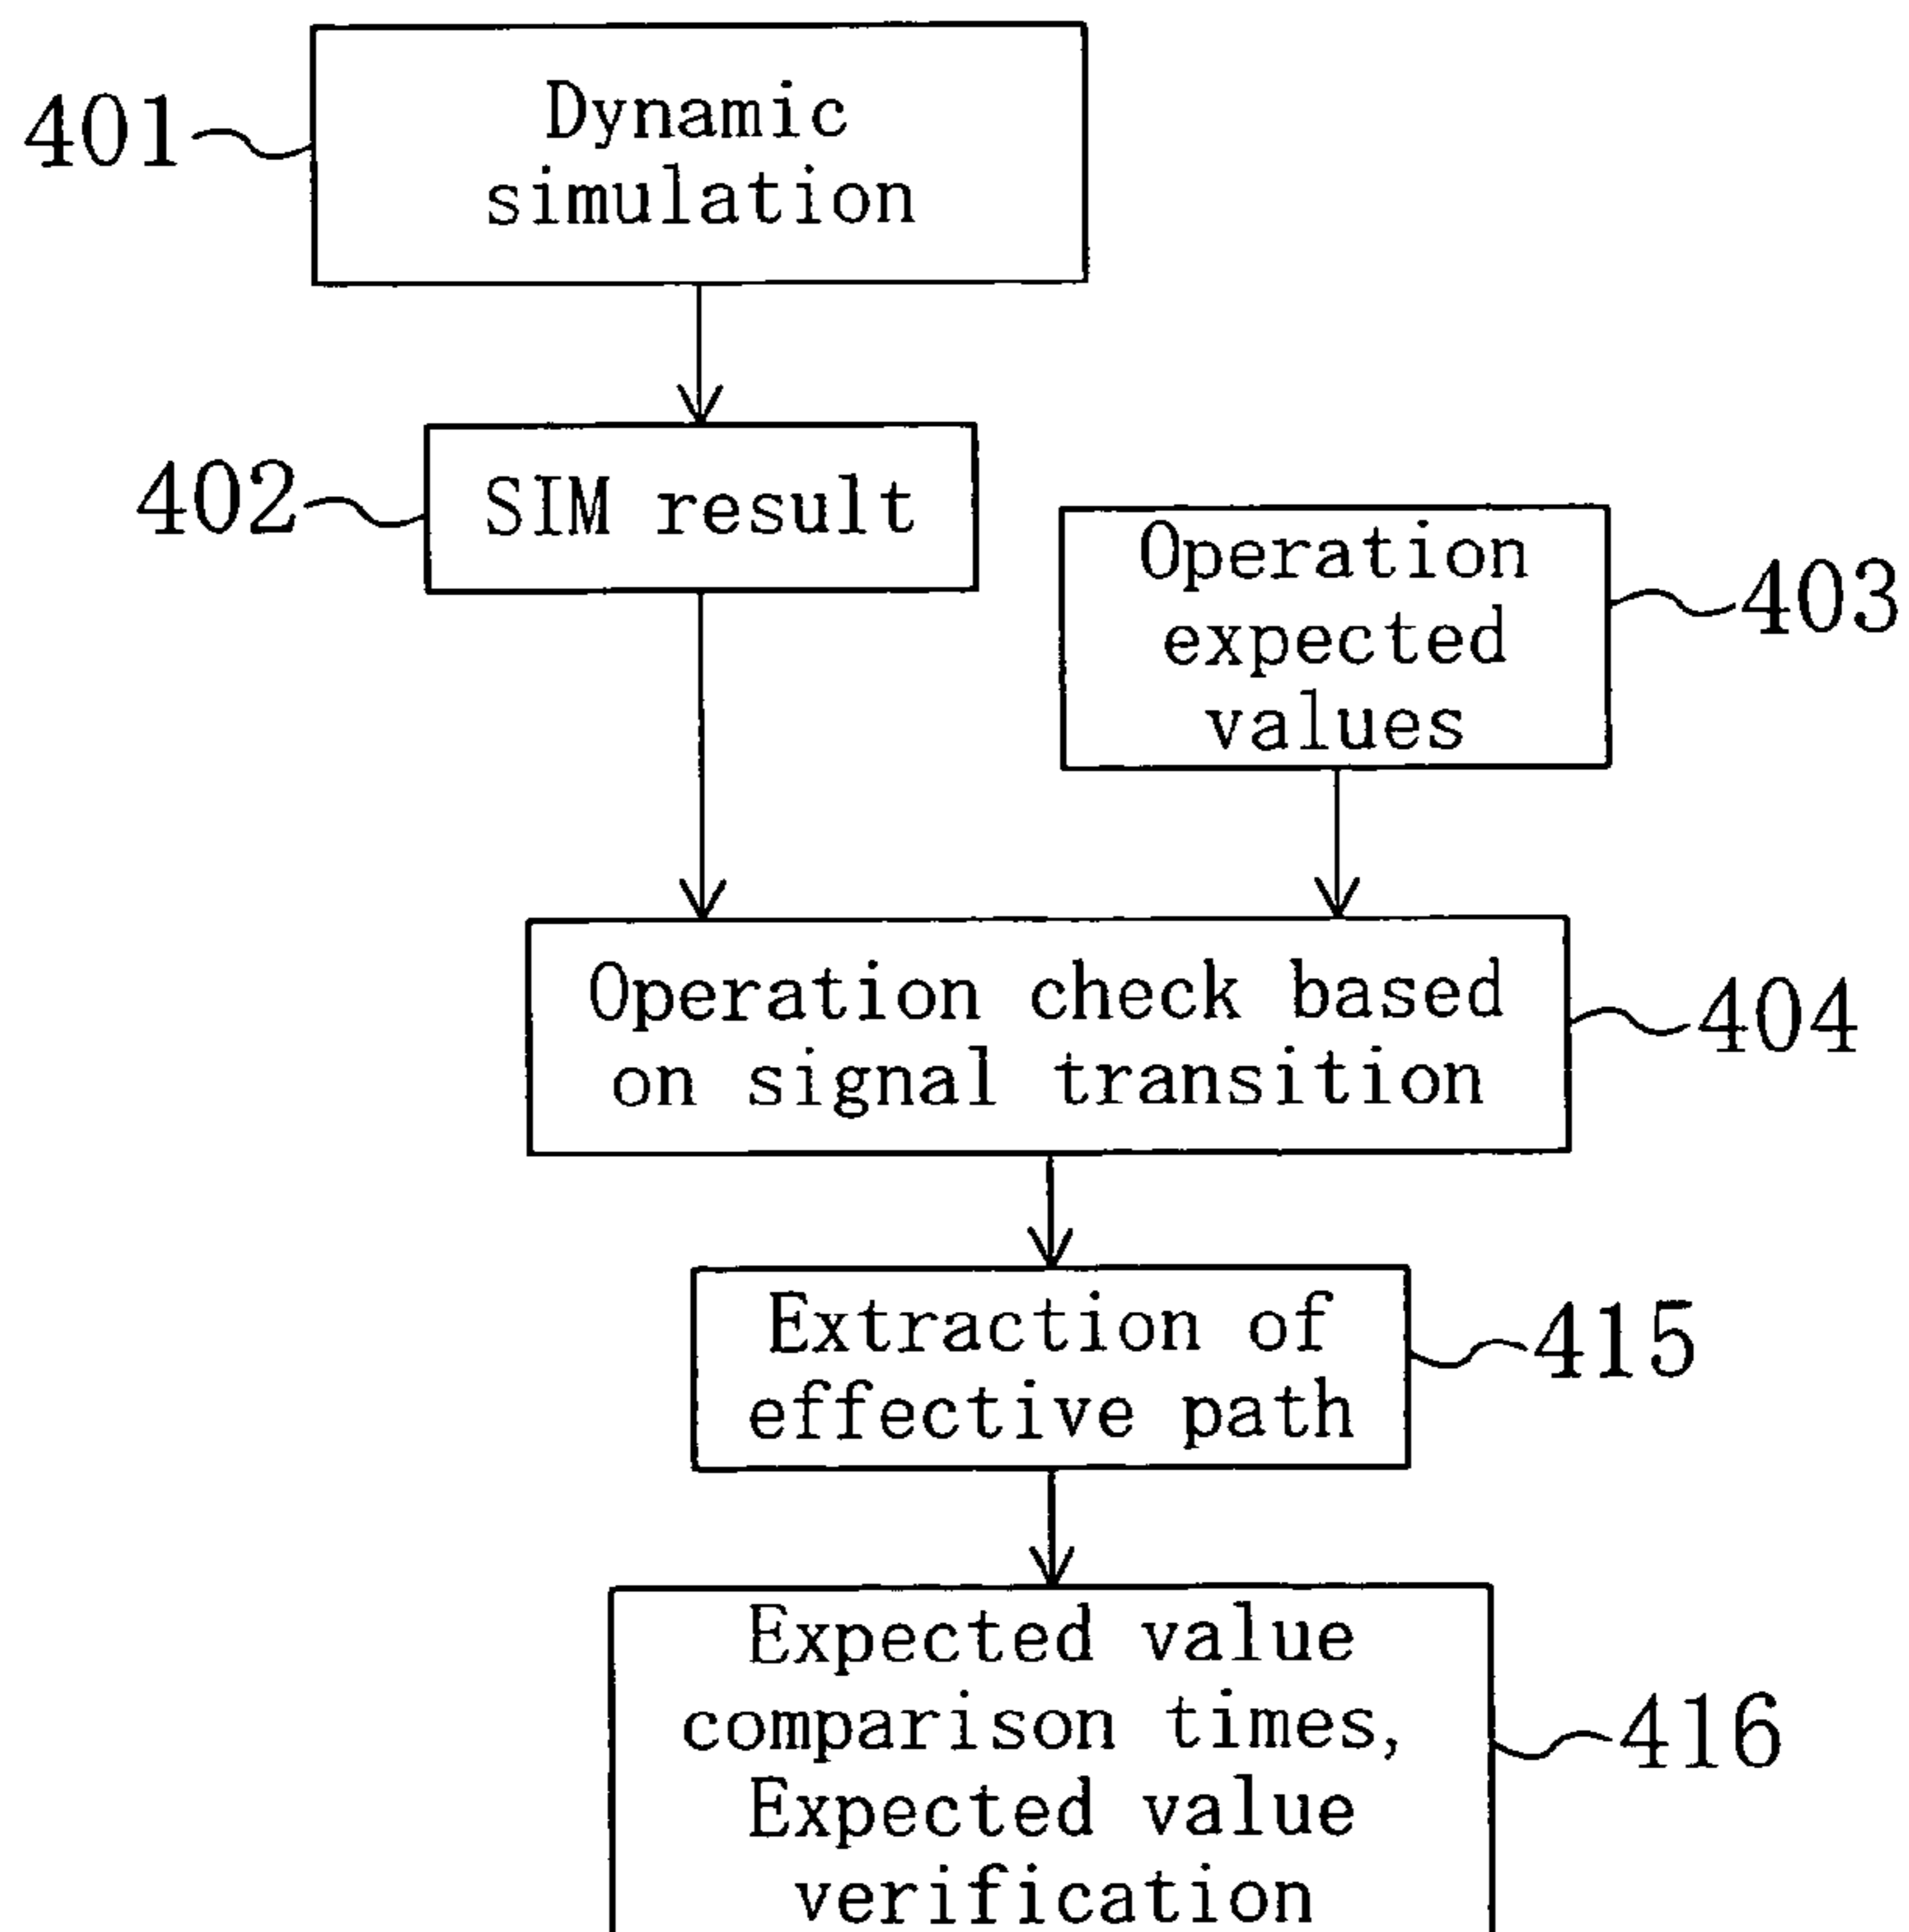 401
Dynamic
simulation
402
SIM result
Operation
expected
values
403
Operation check based
on signal transition
404
Extraction of
effective path
415
Expected value
comparison times,
Expected value
verification
416